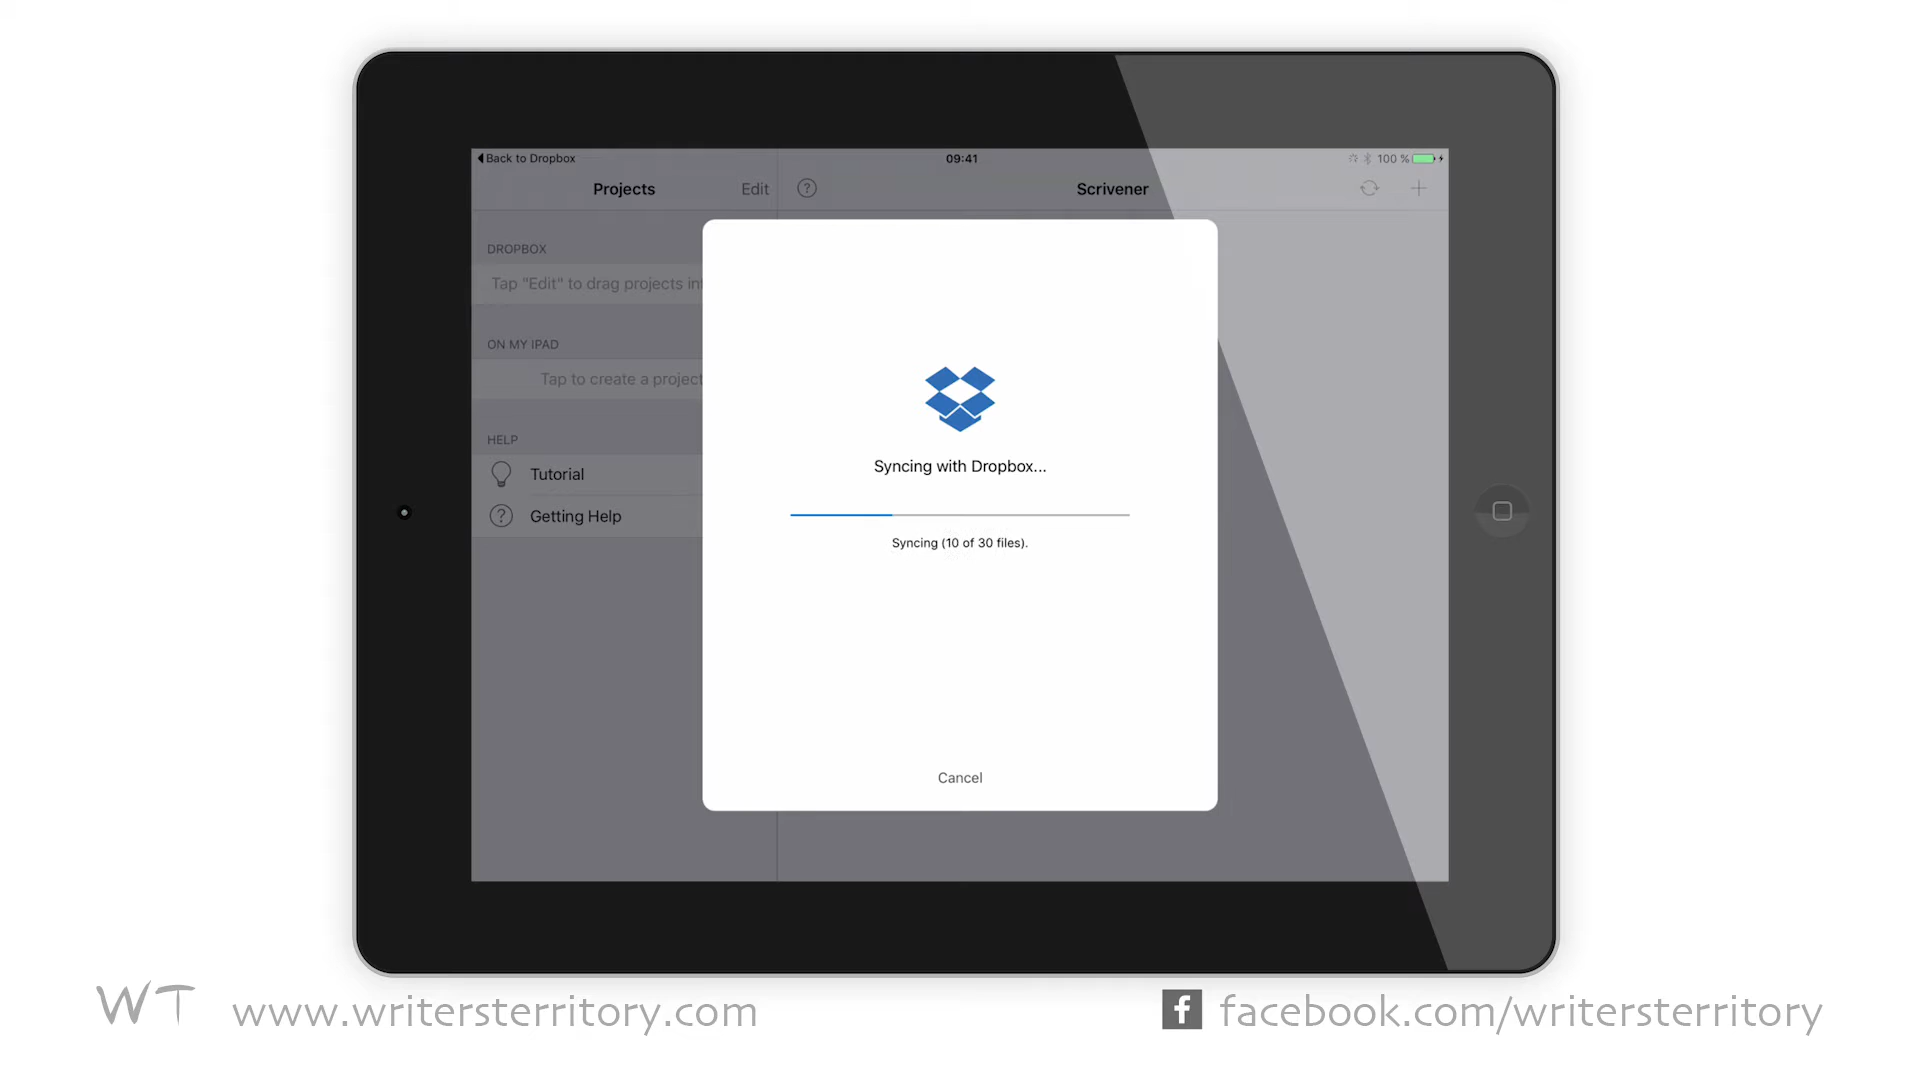 Back to Dropbox
09:41
100 %
Projects
Edit
?
Scrivener
DROPBOX
Tap "Edit" to drag projects in
ON MY IPAD
Tap to create a project
HELP
Tutorial
? Getting Help
Syncing with Dropbox...
Syncing (10 of 30 files).
Cancel
WT www.writersterritory.com
f facebook.com/writersterritory